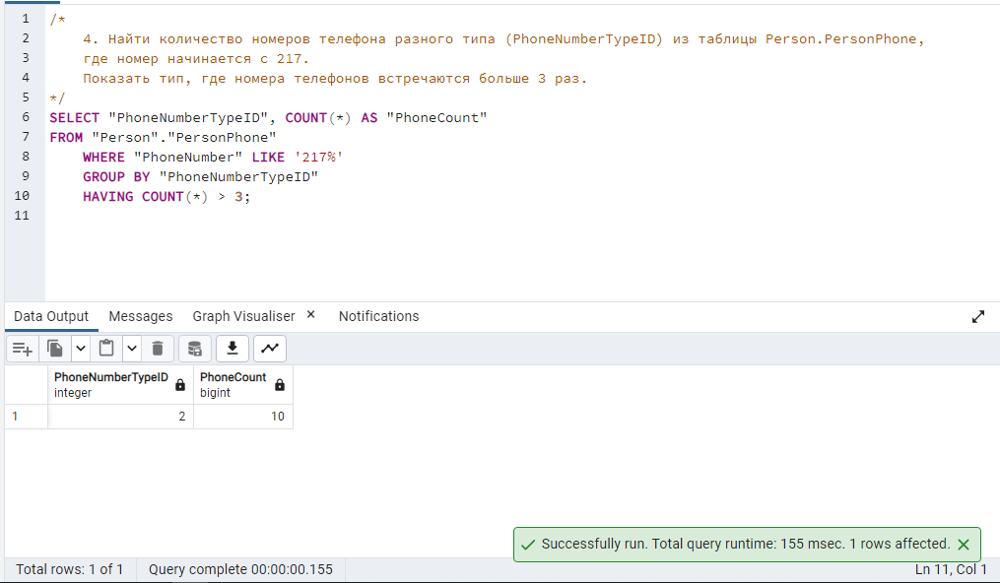 1 /*
2 4. Найти количество номеров телефона разного типа (PhoneNumberTypeID) из таблицы Person.PersonPhone,
3 где номер начинается с 217.
4 Показать тип, где номера телефонов встречаются больше 3 раз.
5 */
6 SELECT "PhoneNumberTypeID", COUNT(*) AS "PhoneCount"
7 FROM "Person"."PersonPhone"
8 WHERE "PhoneNumber" LIKE '217%'
9 GROUP BY "PhoneNumberTypeID"
10 HAVING COUNT(*) > 3;
11
Data Output Messages Graph Visualiser × Notifications
PhoneNumberTypeID PhoneCount
integer bigint
1 2 10
Successfully run. Total query runtime: 155 msec. 1 rows affected.
Total rows: 1 of 1 Query complete 00:00:00.155 Ln 11, Col 1